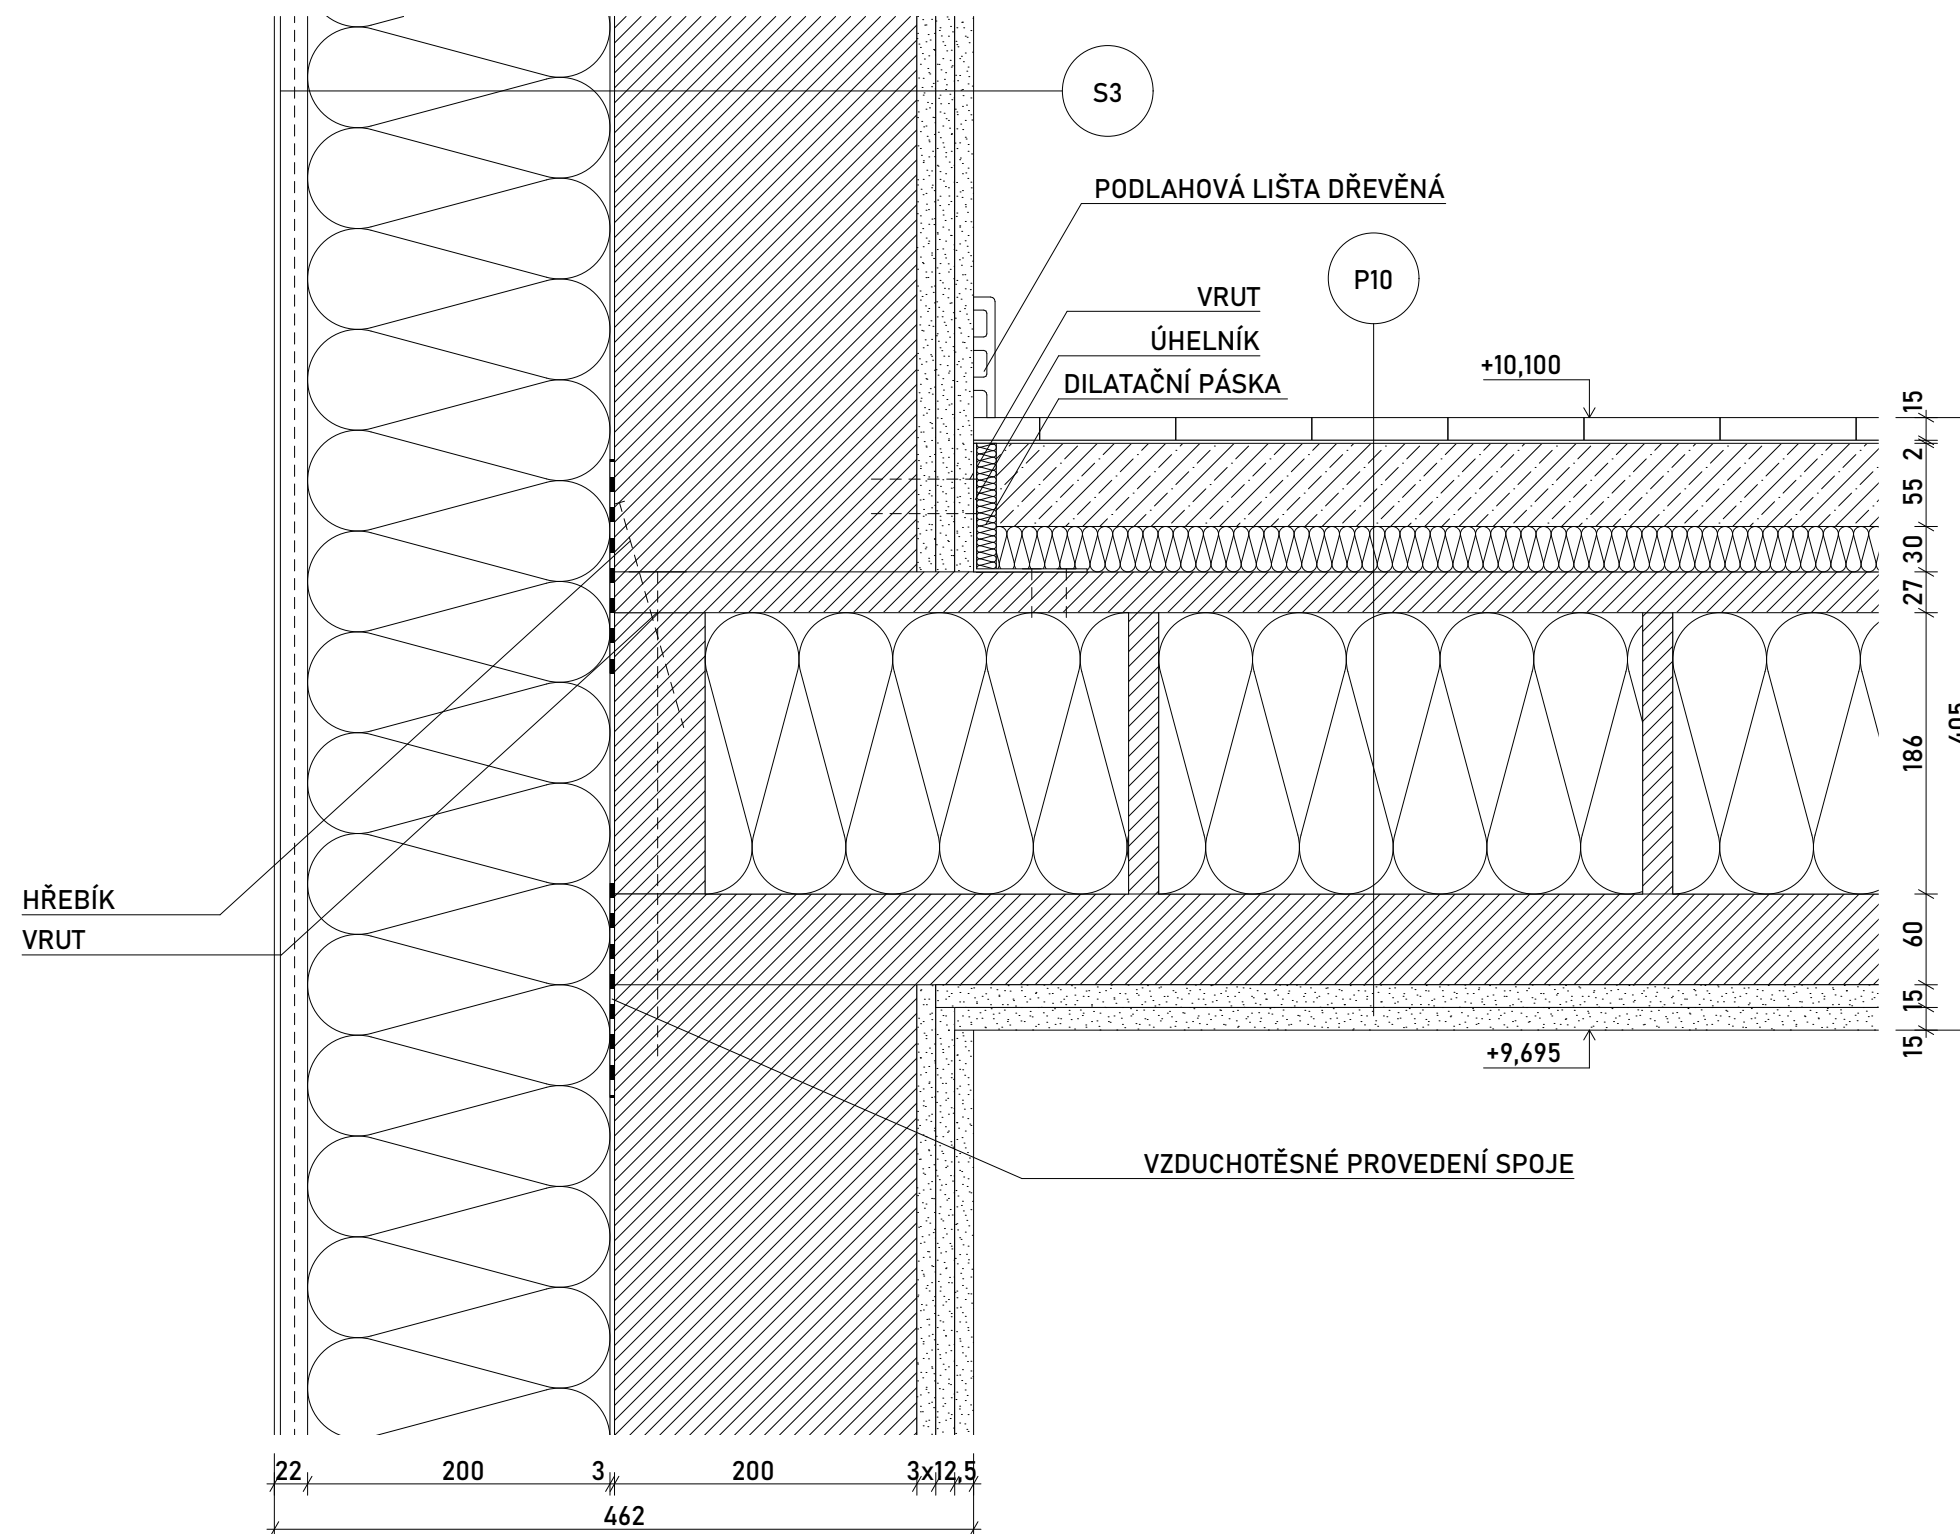 S3
PODLAHOVÁ LIŠTA DŘEVĚNÁ
P10
VRUT
ÚHELNÍK
DILATAČNÍ PÁSKA
+10,100
15
2
55
30
27
186
405
60
15
15
HŘEBÍK
VRUT
+9,695
VZDUCHOTĚSNÉ PROVEDENÍ SPOJE
22 200 3 200 3x12,5
462